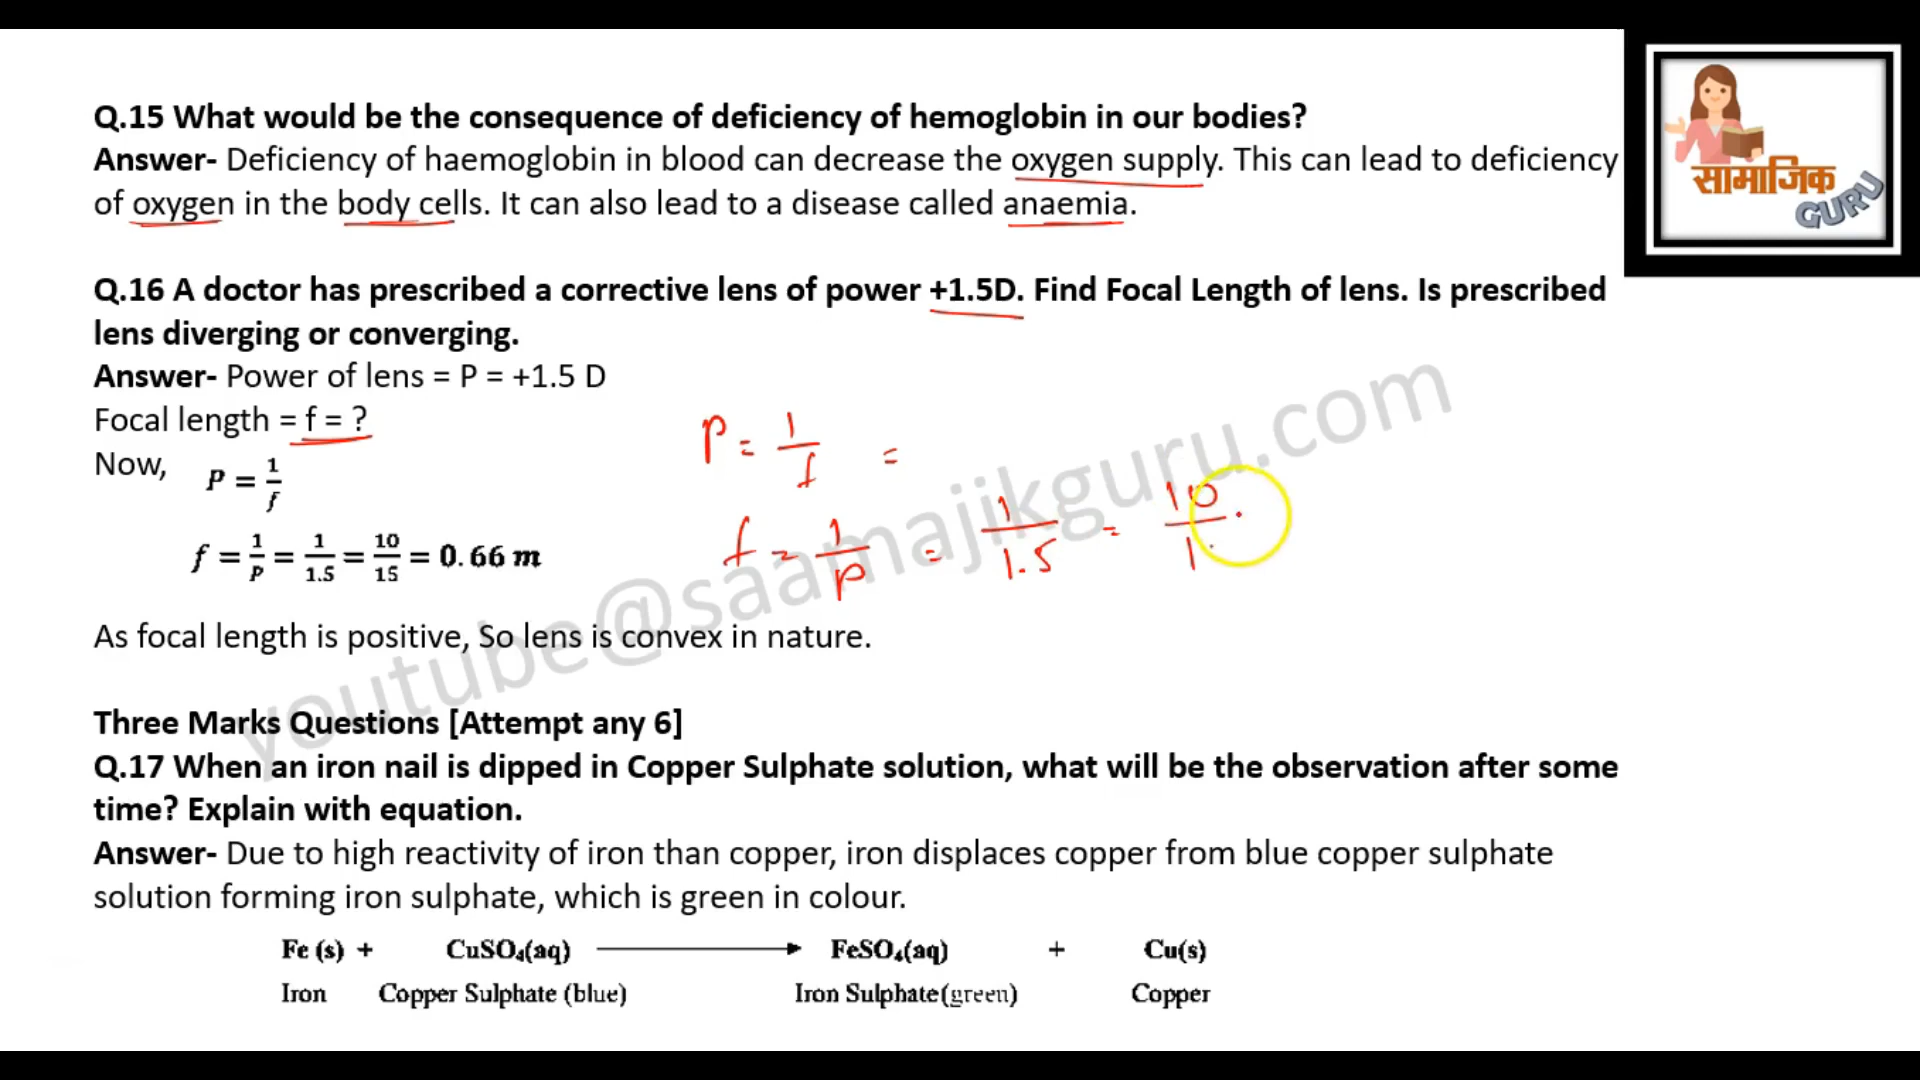 Q.15 What would be the consequence of deficiency of hemoglobin in our bodies?
Answer- Deficiency of haemoglobin in blood can decrease the oxygen supply. This can lead to deficiency
of oxygen in the body cells. It can also lead to a disease called anaemia.
सामाजिक
GURU
Q.16 A doctor has prescribed a corrective lens of power +1.5D. Find Focal Length of lens. Is prescribed
lens diverging or converging.
Answer- Power of lens = P = +1.5 D
Focal length = f = ?
Now, P = 1/f
f = 1/P = 1/1.5 = 10/15 = 0.66 m
P = 1/f =
f = 1/P = 1/1.5 = 10/1
As focal length is positive, So lens is convex in nature.
youtube@saamajikguru.com
Three Marks Questions [Attempt any 6]
Q.17 When an iron nail is dipped in Copper Sulphate solution, what will be the observation after some
time? Explain with equation.
Answer- Due to high reactivity of iron than copper, iron displaces copper from blue copper sulphate
solution forming iron sulphate, which is green in colour.
Fe (s) + CuSO₄(aq) ⟶ FeSO₄(aq) + Cu(s)
Iron Copper Sulphate (blue) Iron Sulphate(green) Copper